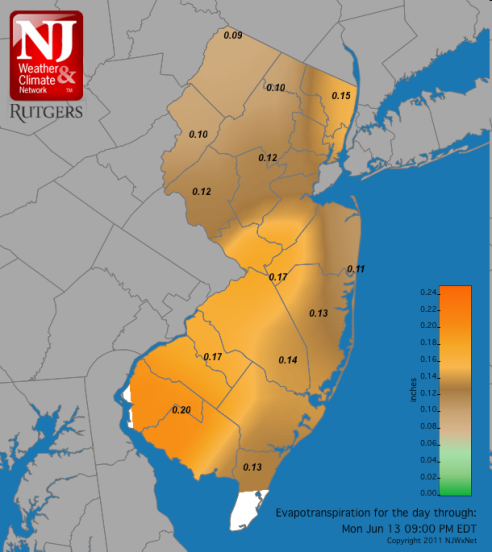 NJ
Weather
& Climate
Network ™
RUTGERS
0.09
0.10
0.15
0.10
0.12
0.12
0.17
0.11
0.13
0.17
0.14
0.20
0.13
inches
0.24
0.22
0.20
0.18
0.16
0.14
0.12
0.10
0.08
0.06
0.04
0.02
0.00
Evapotranspiration for the day through:
Mon Jun 13 09:00 PM EDT
Copyright 2011 NJWxNet